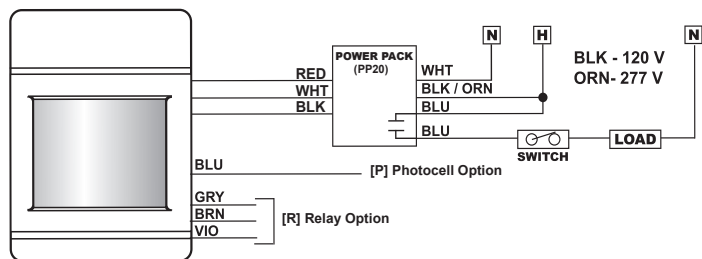 N H N
POWER PACK
(PP20)
BLK - 120 V
ORN- 277 V
RED
WHT
BLK
WHT
BLK / ORN
BLU
BLU
SWITCH
LOAD
BLU
[P] Photocell Option
GRY
BRN
VIO
[R] Relay Option